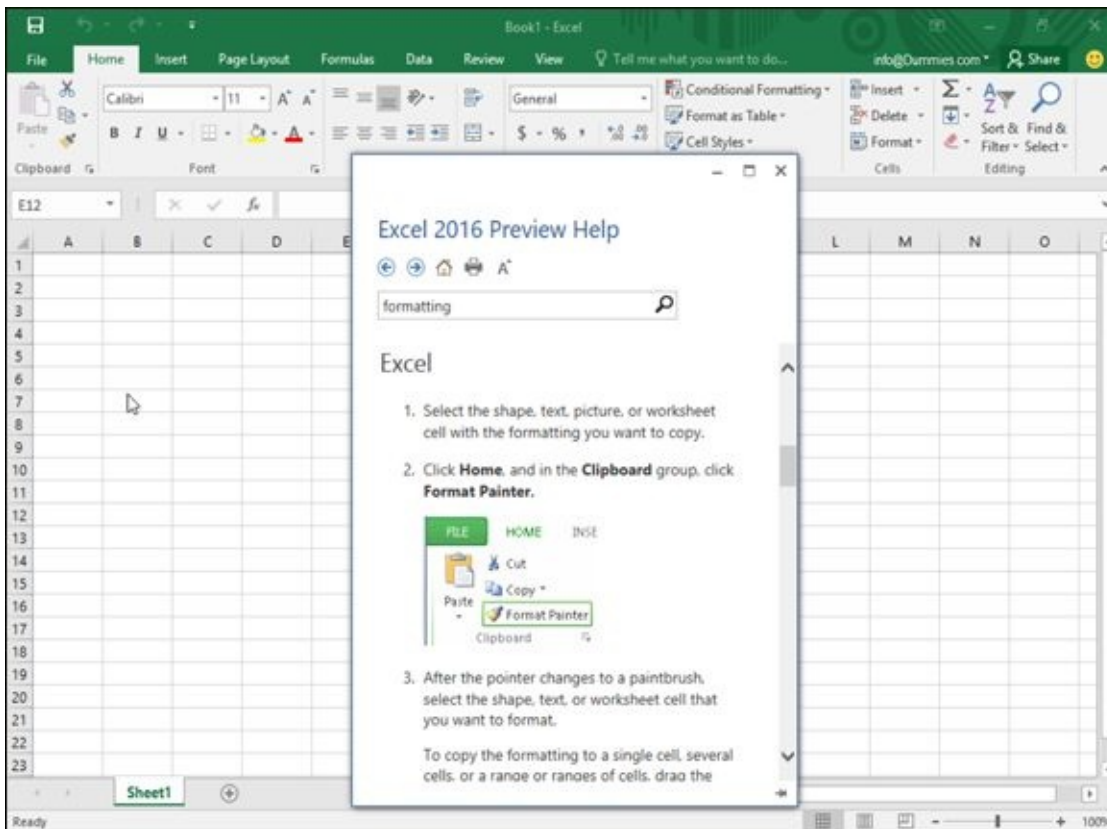 Book1 - Excel
File Home Insert Page Layout Formulas Data Review View Tell me what you want to do... info@Dummies.com Share
Paste
Calibri 11 A A
General
Conditional Formatting
Format as Table
Cell Styles
Insert
Delete
Format
Sort & Filter
Find & Select
B I U A
$ % ,
Clipboard Font Cells Editing
E12 fx
A B C D E L M N O
1
2
3
4
5
6
7
8
9
10
11
12
13
14
15
16
17
18
19
20
21
22
23
Excel 2016 Preview Help
A
formatting
Excel
1. Select the shape, text, picture, or worksheet
cell with the formatting you want to copy.
2. Click Home, and in the Clipboard group, click
Format Painter.
FILE HOME INSE
Cut
Copy
Paste
Format Painter
Clipboard
3. After the pointer changes to a paintbrush,
select the shape, text, or worksheet cell that
you want to format.
To copy the formatting to a single cell, several
cells, or a range or ranges of cells, drag the
Sheet1
Ready
100%